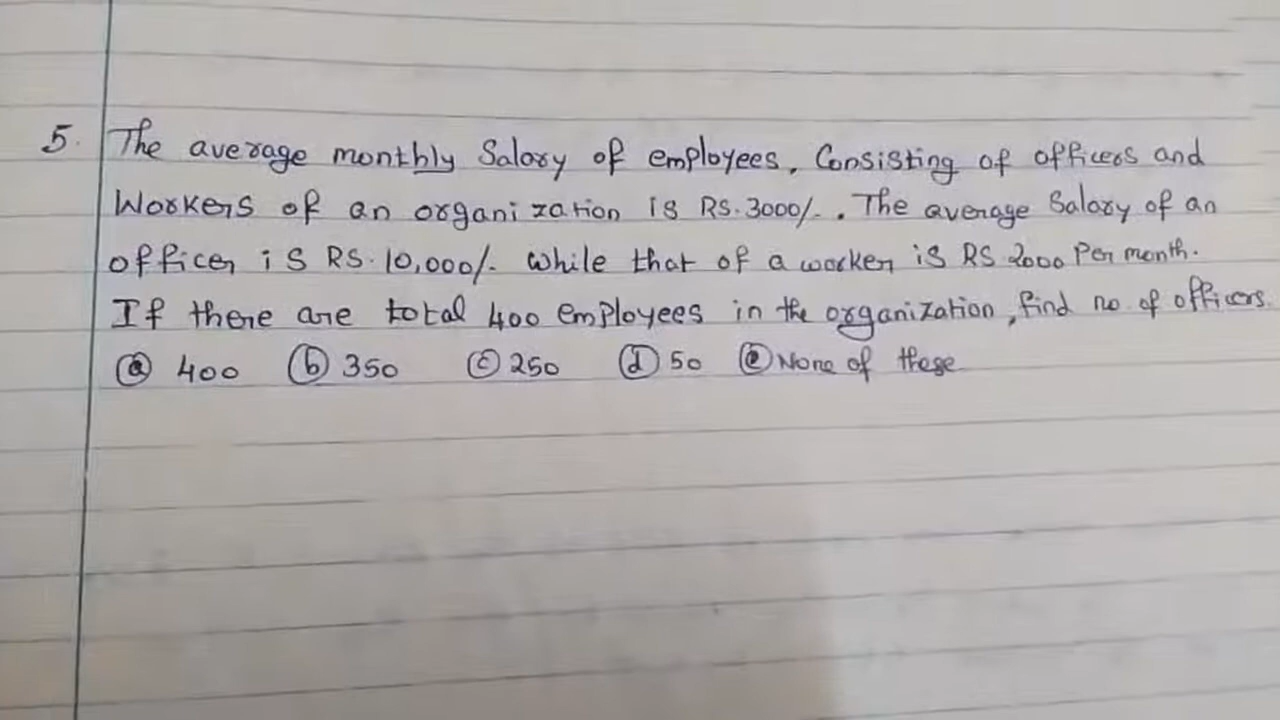 5. The average monthly Salary of employees, Consisting of officers and
Workers of an organization is RS.3000/-. The average Salary of an
officer is RS.10,000/- while that of a worker is RS 2000 Per month.
If there are total 400 employees in the organization, find no. of officers.
ⓐ 400 ⓑ 350 ⓒ 250 ⓓ 50 ⓔ None of these